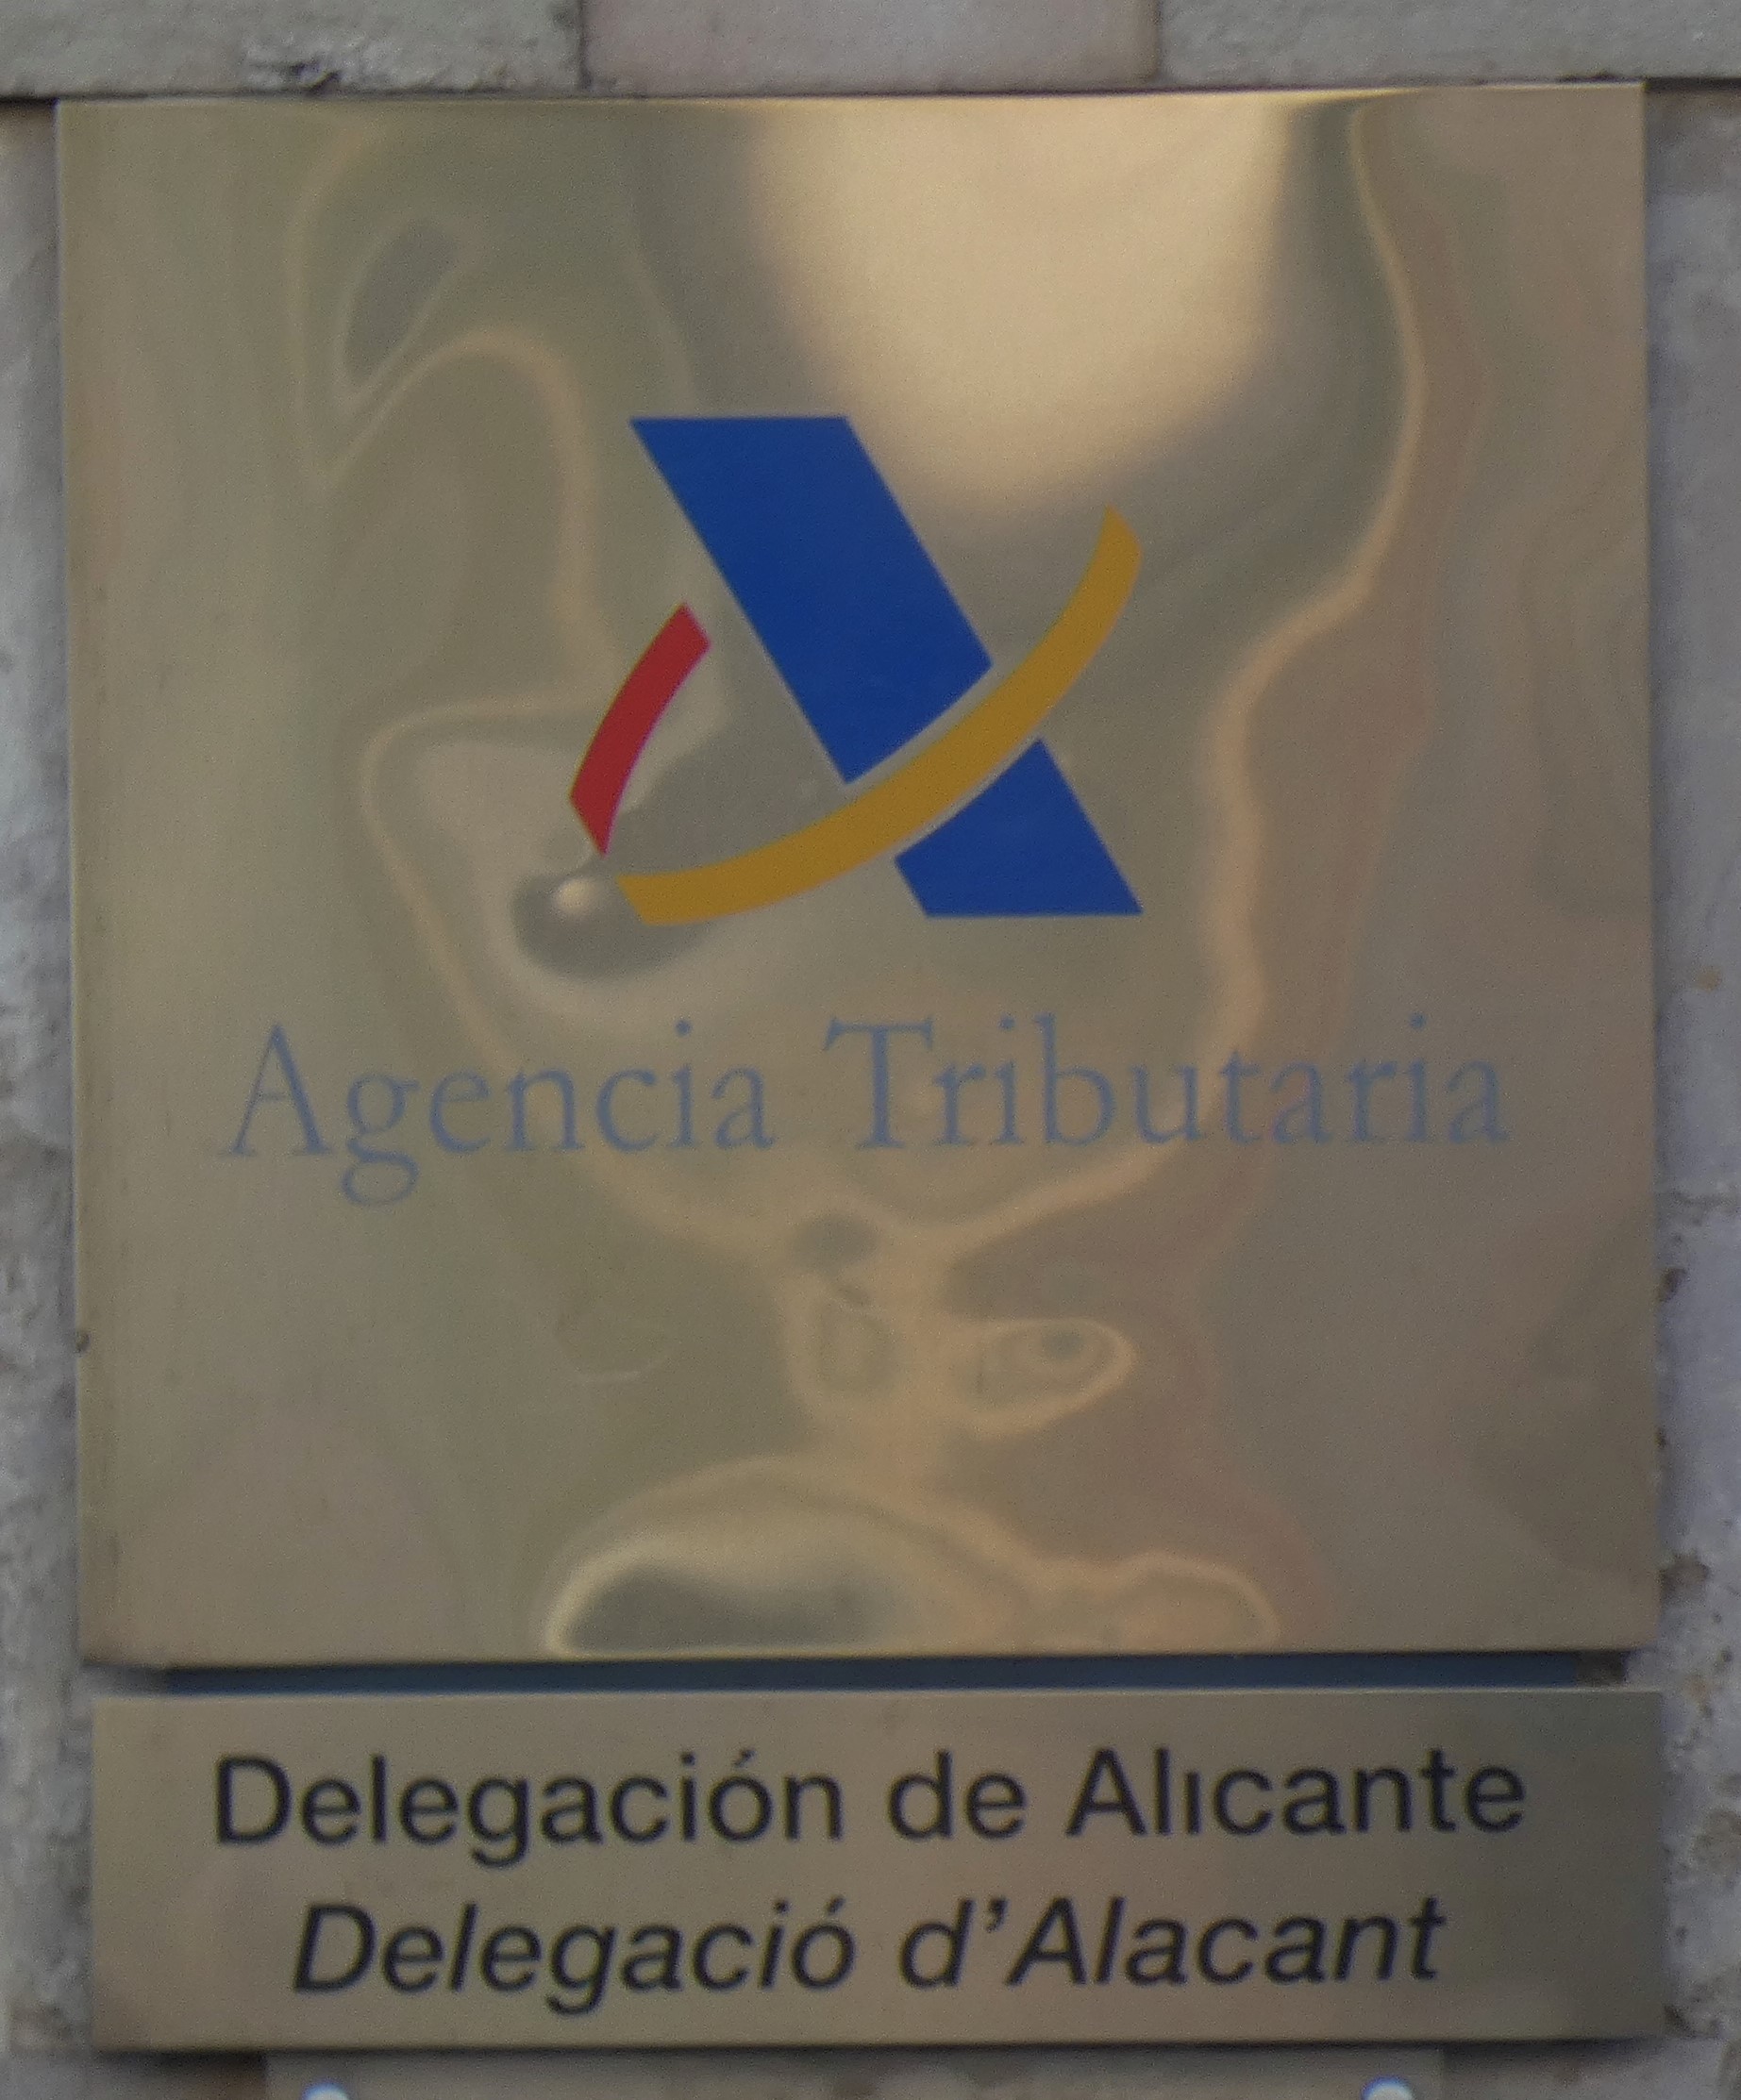 Agencia Tributaria
Delegación de Alicante
Delegació d'Alacant